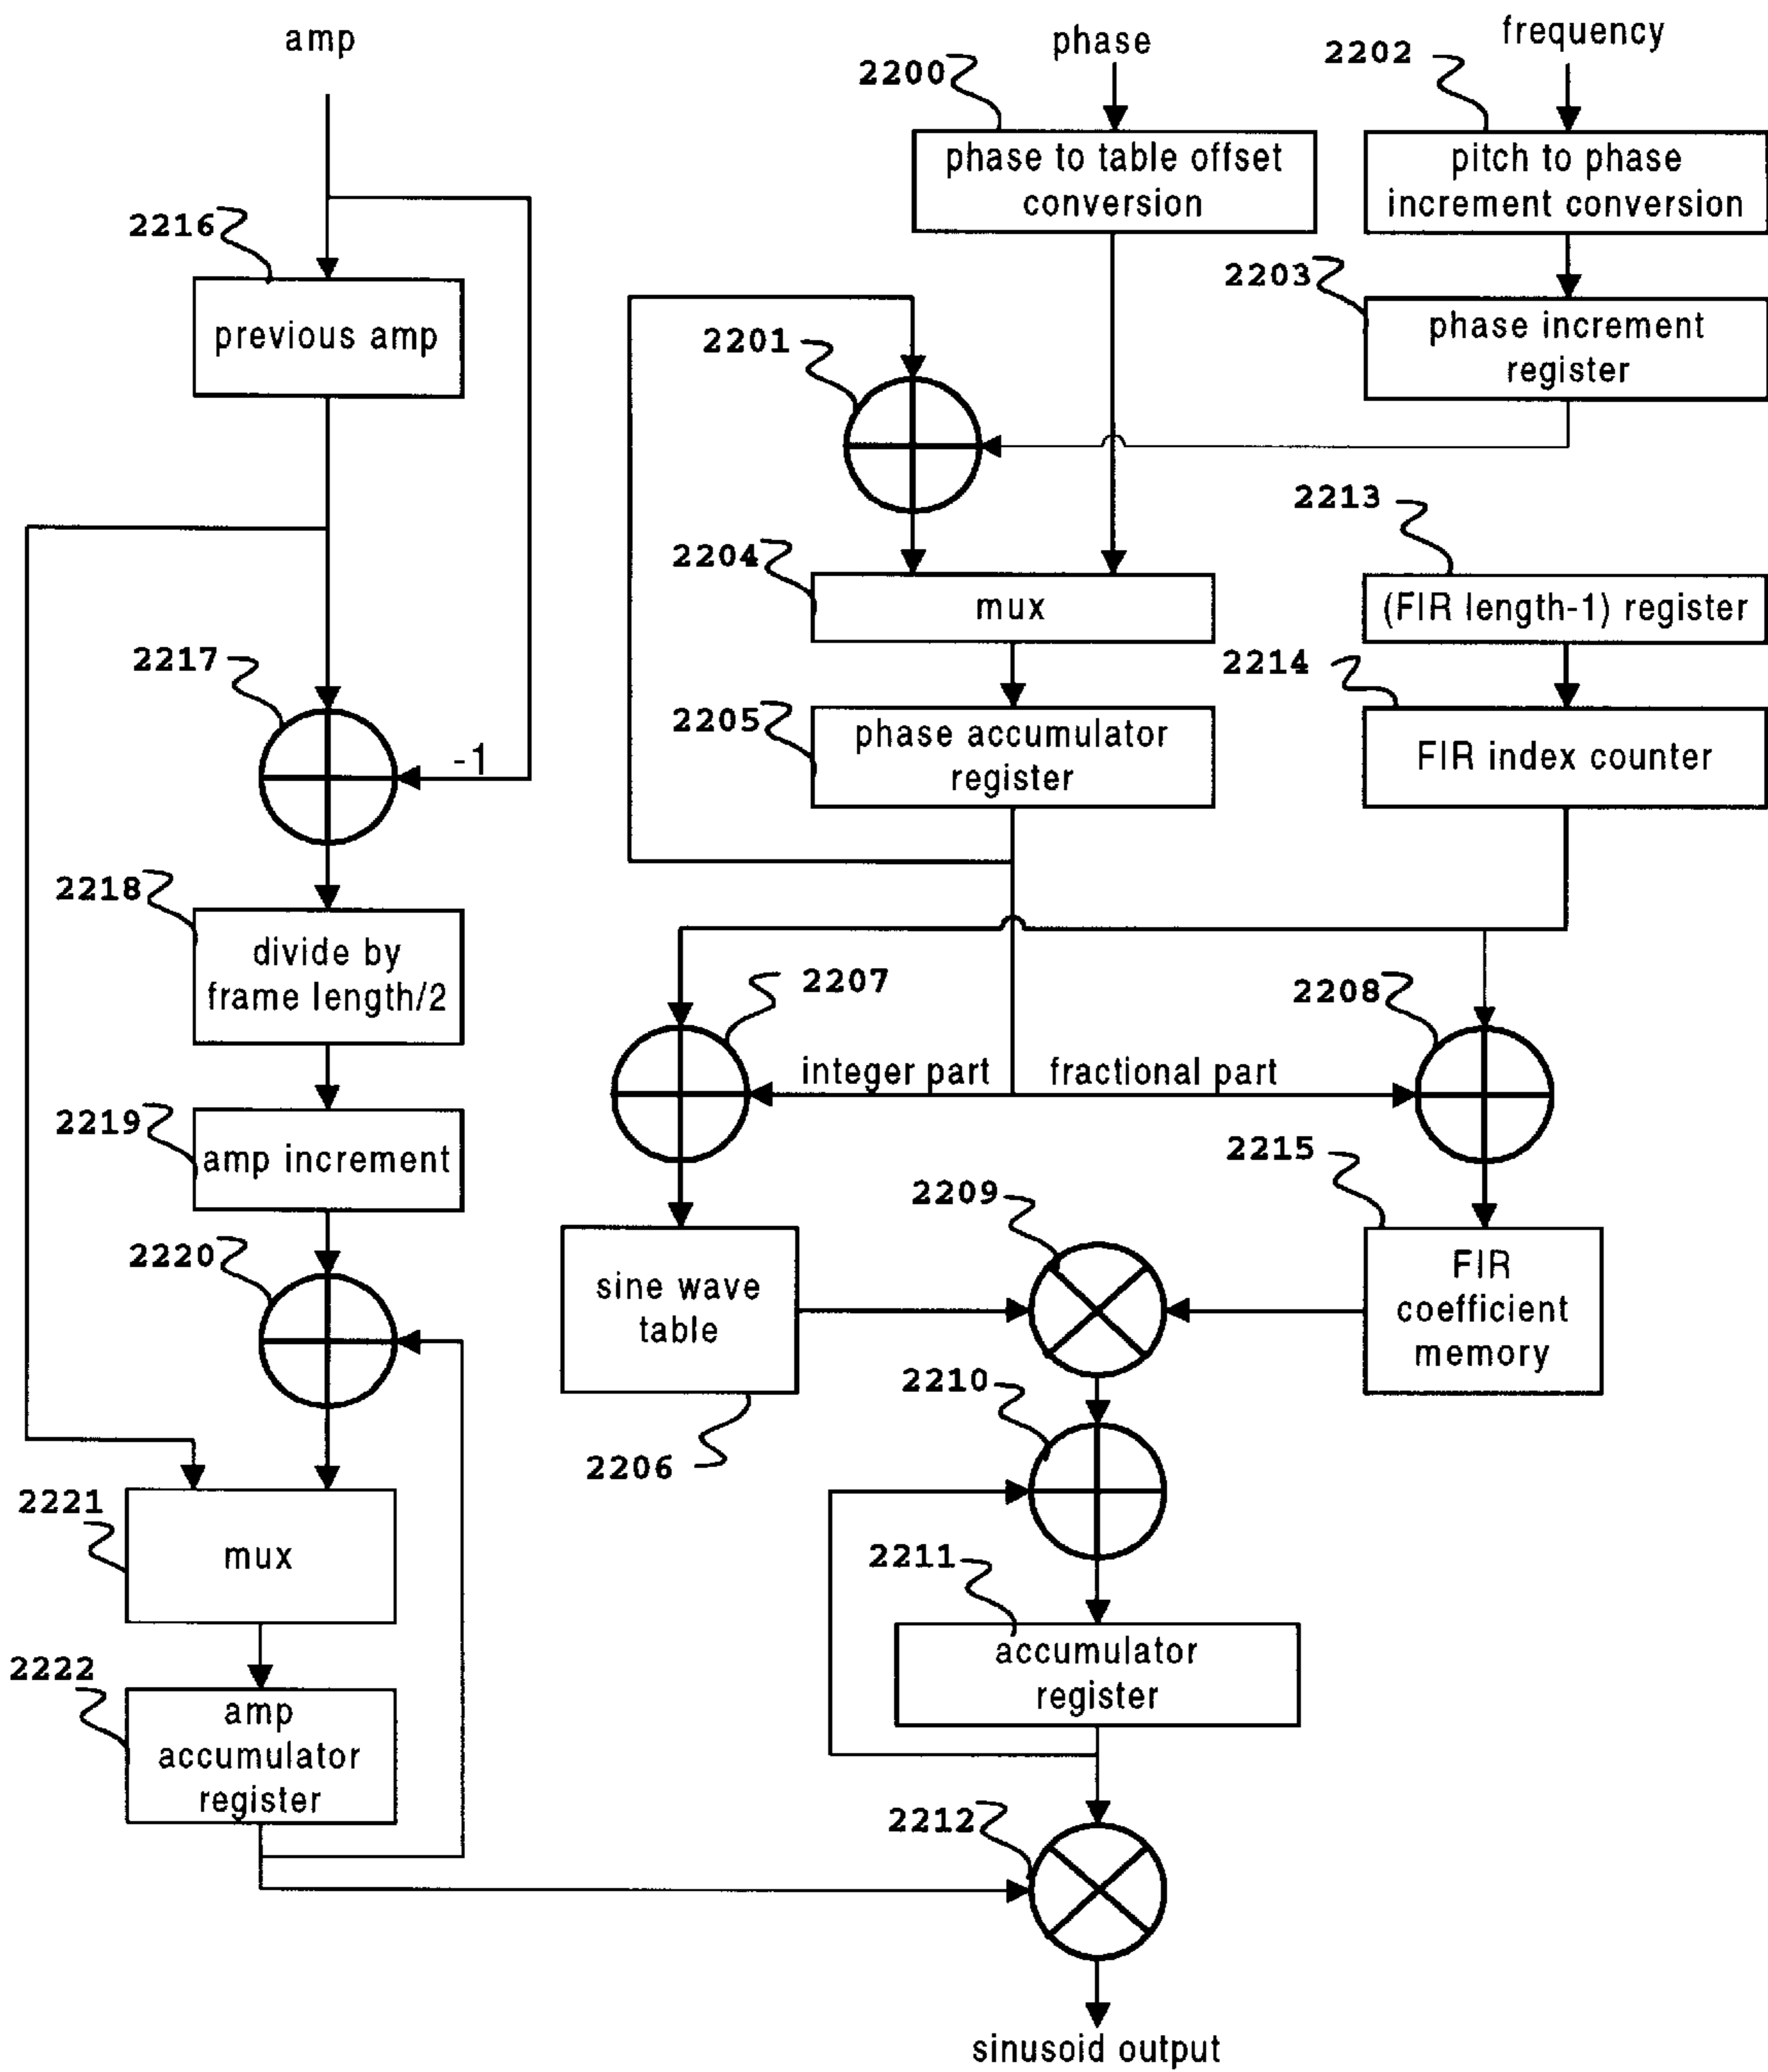 amp
phase
frequency
2200
2202
phase to table offset
conversion
pitch to phase
increment conversion
2216
2203
previous amp
2201
phase increment
register
2213
2204
mux
(FIR length-1) register
2217
2214
2205
phase accumulator
register
FIR index counter
-1
2218
divide by
frame length/2
2207
2208
integer part
fractional part
2219
amp increment
2215
2209
2220
sine wave
table
FIR
coefficient
memory
2210
2206
2221
mux
2211
accumulator
register
2222
amp
accumulator
register
2212
sinusoid output